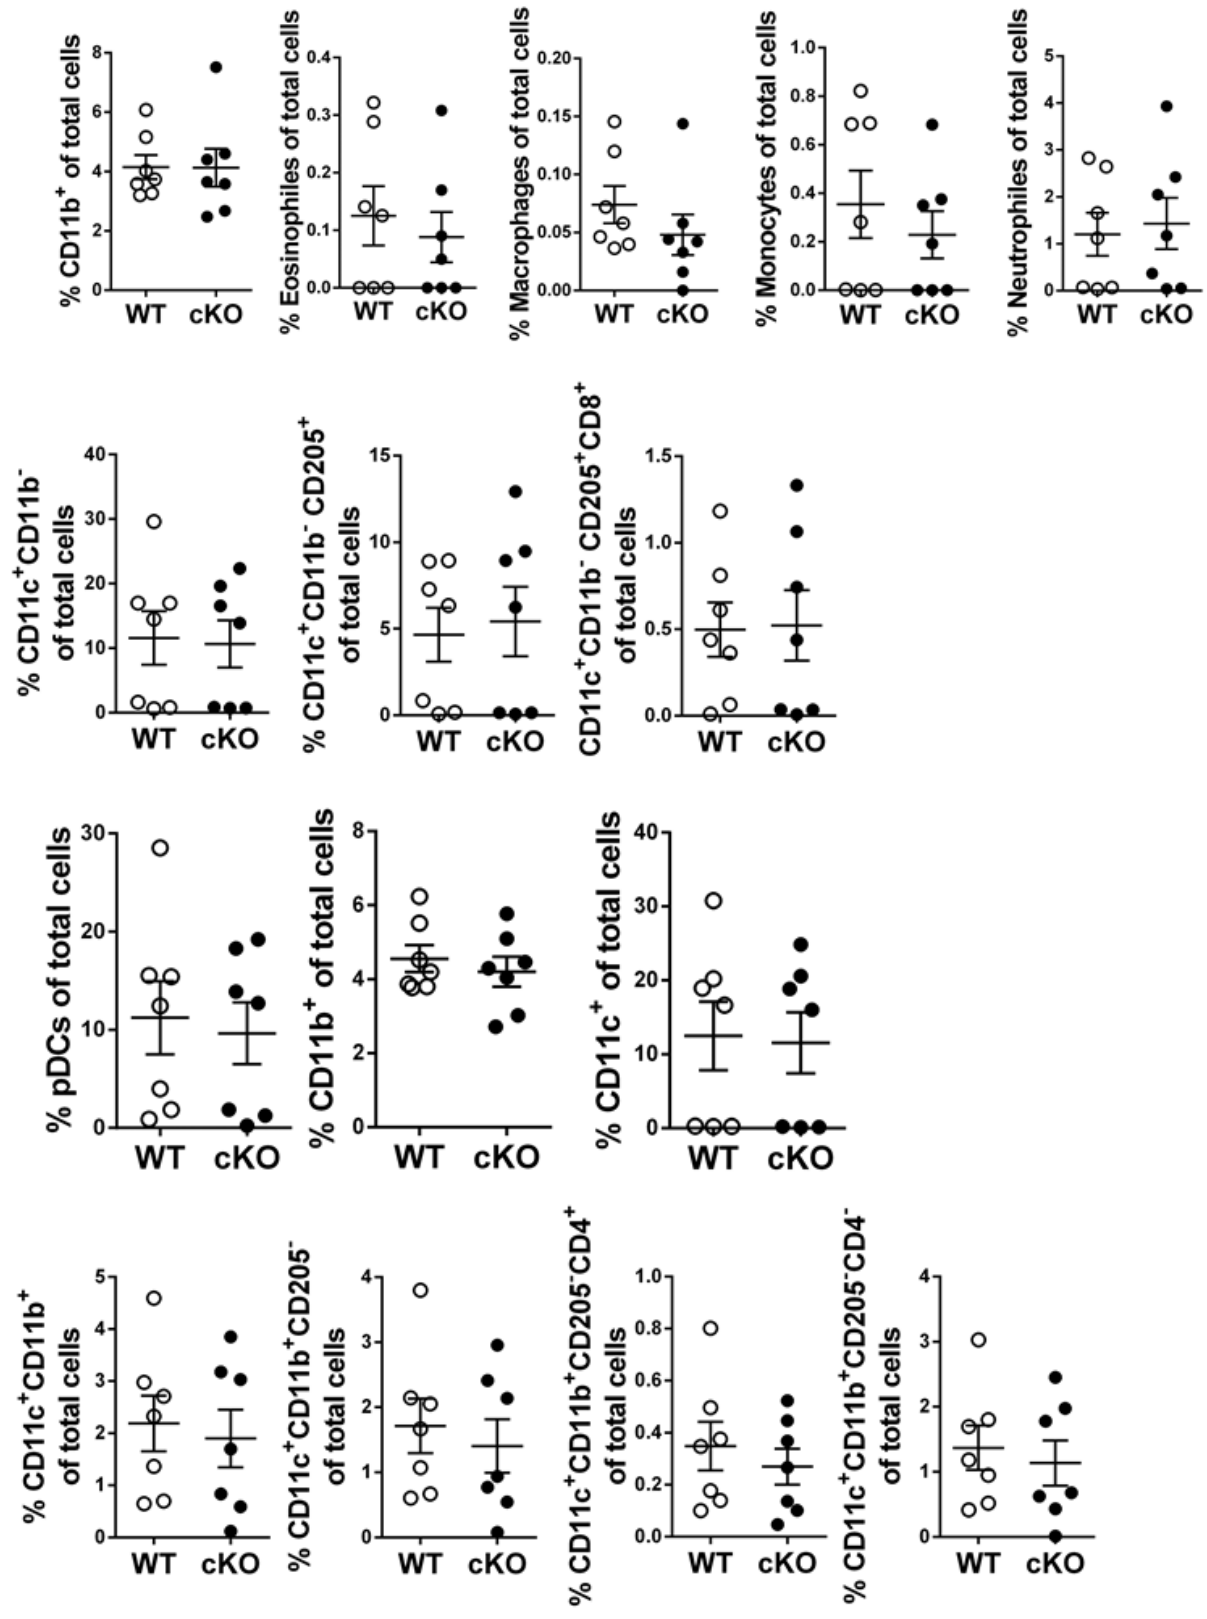 % CD11b⁺ of total cells
8
6
4
2
0
WT cKO
% Eosinophiles of total cells
0.4
0.3
0.2
0.1
0.0
WT cKO
% Macrophages of total cells
0.20
0.15
0.10
0.05
0.00
WT cKO
% Monocytes of total cells
1.0
0.8
0.6
0.4
0.2
0.0
WT cKO
% Neutrophiles of total cells
5
4
3
2
1
0
WT cKO
% CD11c⁺CD11b⁻
of total cells
40
30
20
10
0
WT cKO
% CD11c⁺CD11b⁻ CD205⁺
of total cells
15
10
5
0
WT cKO
CD11c⁺CD11b⁻ CD205⁺CD8⁺
of total cells
1.5
1.0
0.5
0.0
WT cKO
% pDCs of total cells
30
20
10
0
WT cKO
% CD11b⁺ of total cells
8
6
4
2
0
WT cKO
% CD11c⁺ of total cells
40
30
20
10
0
WT cKO
% CD11c⁺CD11b⁺
of total cells
5
4
3
2
1
0
WT cKO
% CD11c⁺CD11b⁺CD205⁻
of total cells
4
3
2
1
0
WT cKO
% CD11c⁺CD11b⁺CD205⁻CD4⁺
of total cells
1.0
0.8
0.6
0.4
0.2
0.0
WT cKO
% CD11c⁺CD11b⁺CD205⁻CD4⁻
of total cells
4
3
2
1
0
WT cKO